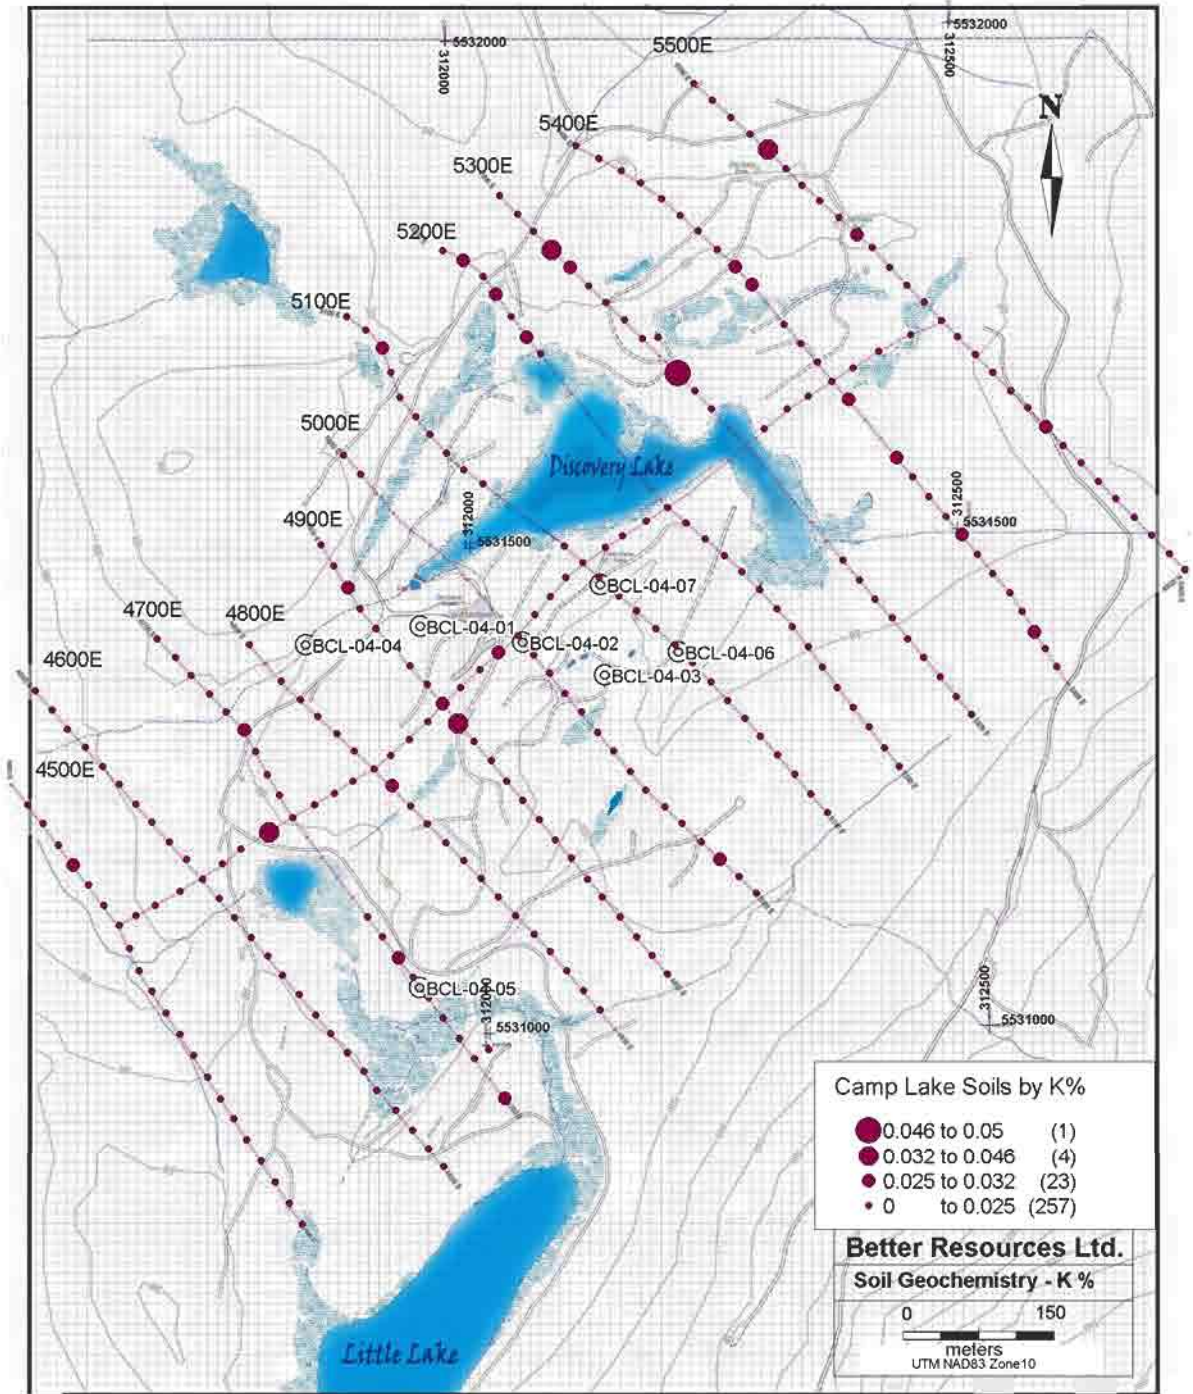 5532000
312500
5532000
312000
5500E
N
5400E
5300E
5200E
5100E
5000E
Discovery Lake
312500
5531500
4900E
312000
5531500
BCL-04-07
4700E
4800E
BCL-04-01
BCL-04-04
BCL-04-02
BCL-04-06
4600E
BCL-04-03
4500E
BCL-04-05
312000
5531000
312500
5531000
Camp Lake Soils by K%
0.046 to 0.05 (1)
0.032 to 0.046 (4)
0.025 to 0.032 (23)
0 to 0.025 (257)
Better Resources Ltd.
Soil Geochemistry - K %
0 150
meters
UTM NAD83 Zone10
Little Lake